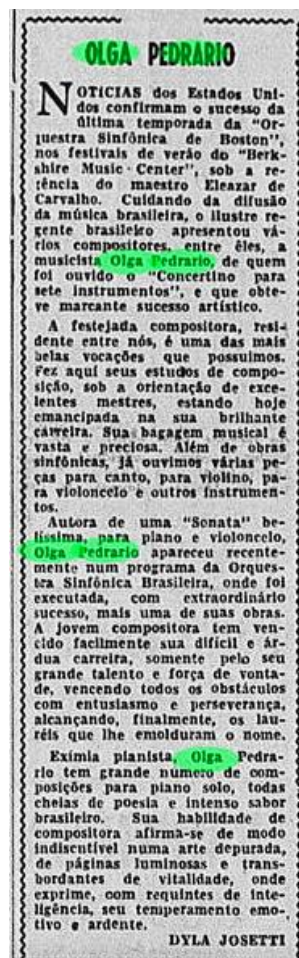 OLGA PEDRARIO
NOTICIAS dos Estados Uni-
dos confirmam o sucesso da
última temporada da "Or-
questra Sinfônica de Boston",
nos festivais de verão do "Berk-
shire Music Center", sob a re-
gência do maestro Eleazar de
Carvalho. Cuidando da difusão
da música brasileira, o ilustre re-
gente brasileiro apresentou vá-
rios compositores, entre êles, a
musicista Olga Pedrario, de quem
foi ouvido o "Concertino para
sete instrumentos", e que obte-
ve marcante sucesso artístico.
A festejada compositora, resi-
dente entre nós, é uma das mais
belas vocações que possuimos.
Fez aqui seus estudos de compo-
sição, sob a orientação de exce-
lentes mestres, estando hoje
emancipada na sua brilhante
carreira. Sua bagagem musical é
vasta e preciosa. Além de obras
sinfônicas, já ouvimos várias pe-
ças para canto, para violino, pa-
ra violoncelo e outros instrumen-
tos.
Autora de uma "Sonata" be-
lissima, para piano e violoncelo,
Olga Pedrario apareceu recente-
mente num programa da Orques-
tra Sinfônica Brasileira, onde foi
executada, com extraordinário
sucesso, mais uma de suas obras.
A jovem compositora tem ven-
cido facilmente sua difícil e ár-
dua carreira, somente pelo seu
grande talento e força de vonta-
de, vencendo todos os obstáculos
com entusiasmo e perseverança,
alcançando, finalmente, os lau-
réis que lhe emolduram o nome.
Exímia pianista, Olga Pedra-
rio tem grande número de com-
posições para piano solo, todas
cheias de poesia e intenso sabor
brasileiro. Sua habilidade de
compositora afirma-se de modo
indiscutível numa arte depurada,
de páginas luminosas e trans-
bordantes de vitalidade, onde
exprime, com requintes de inte-
ligência, seu temperamento emo-
tivo e ardente.
DYLA JOSETTI